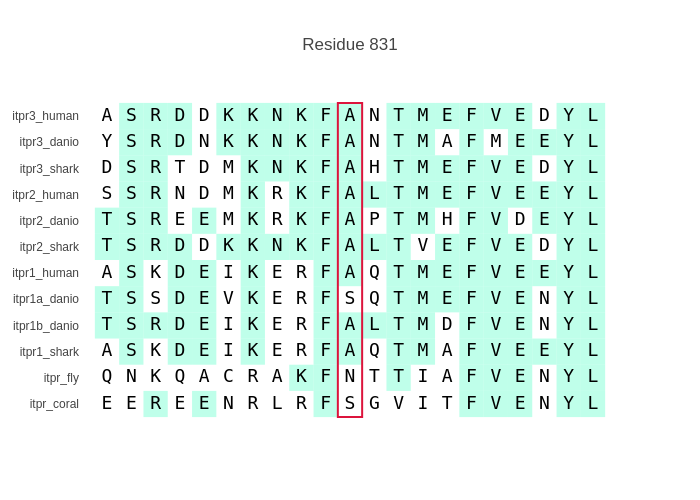 Residue 831
itpr3_human A S R D D K K N K F A N T M E F V E D Y L
itpr3_danio Y S R D N K K N K F A N T M A F M E E Y L
itpr3_shark D S R T D M K N K F A H T M E F V E D Y L
itpr2_human S S R N D M K R K F A L T M E F V E E Y L
itpr2_danio T S R E E M K R K F A P T M H F V D E Y L
itpr2_shark T S R D D K K N K F A L T V E F V E D Y L
itpr1_human A S K D E I K E R F A Q T M E F V E E Y L
itpr1a_danio T S S D E V K E R F S Q T M E F V E N Y L
itpr1b_danio T S R D E I K E R F A L T M D F V E N Y L
itpr1_shark A S K D E I K E R F A Q T M A F V E E Y L
itpr_fly Q N K Q A C R A K F N T T I A F V E N Y L
itpr_coral E E R E E N R L R F S G V I T F V E N Y L